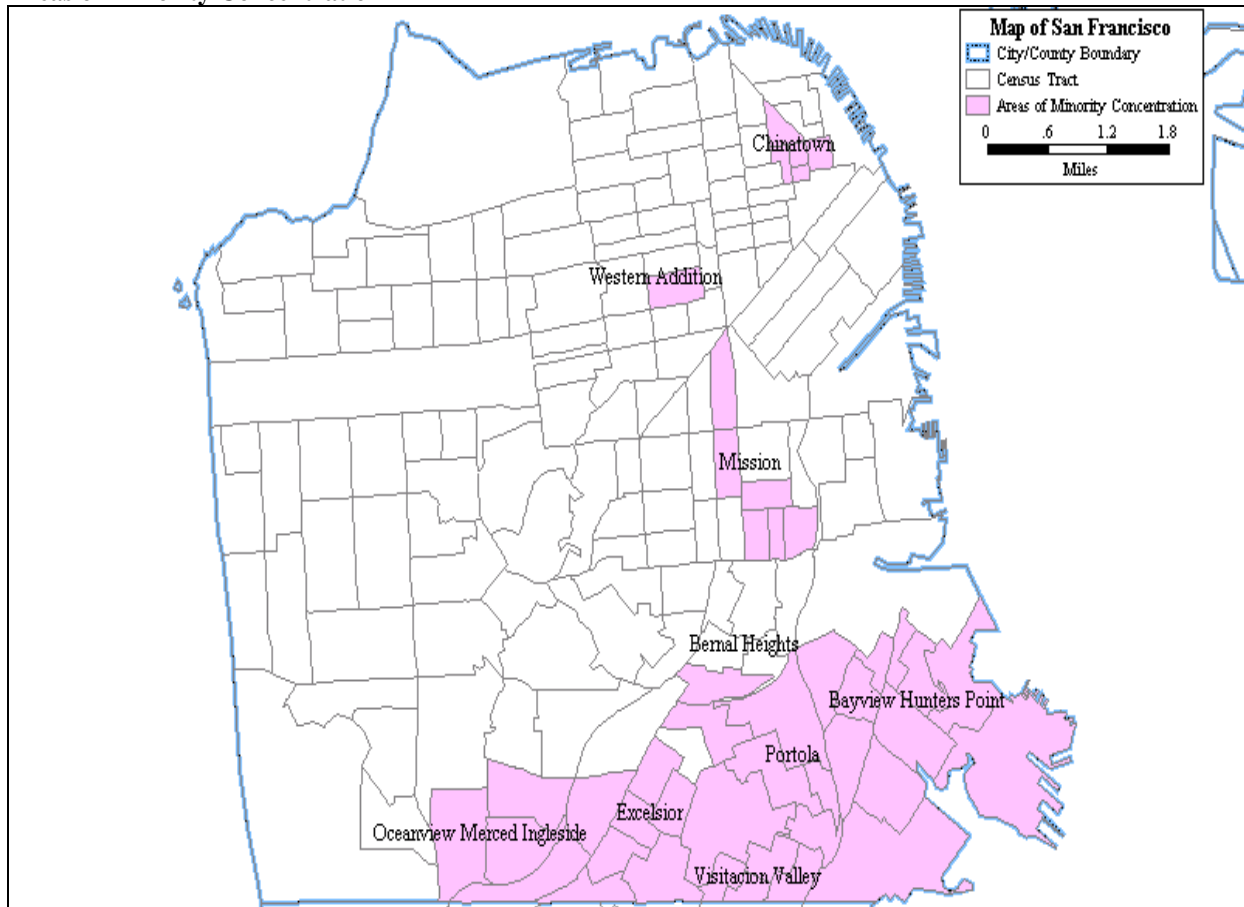 Map of San Francisco
City/County Boundary
Census Tract
Areas of Minority Concentration
0 .6 1.2 1.8
Miles
Chinatown
Western Addition
Mission
Bernal Heights
Bayview Hunters Point
Portola
Excelsior
Oceanview Merced Ingleside
Visitacion Valley